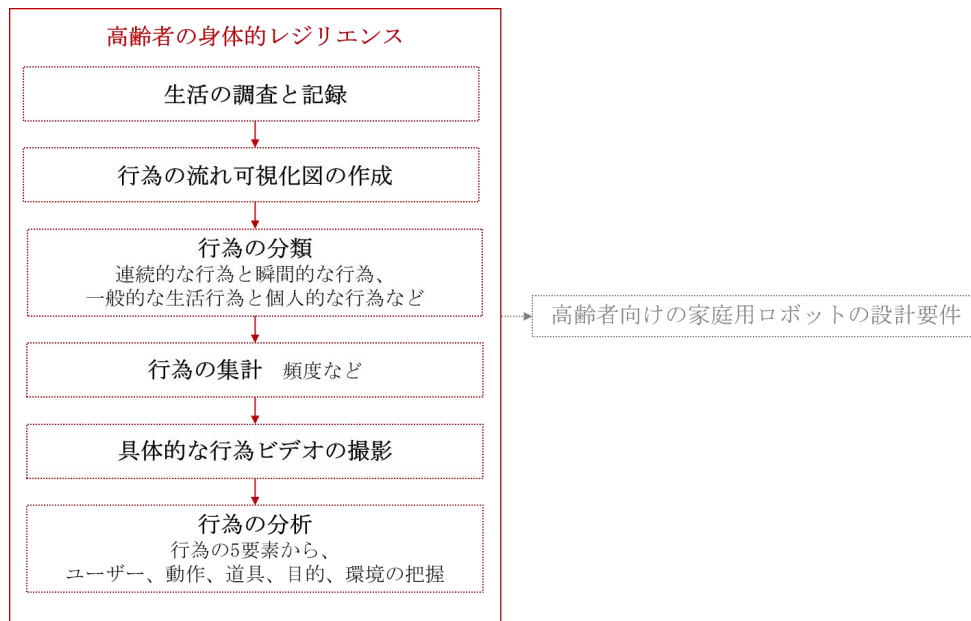 高齢者の身体的レジリエンス
生活の調査と記録
行為の流れ可視化図の作成
行為の分類
連続的な行為と瞬間的な行為、
一般的な生活行為と個人的な行為など
行為の集計　頻度など
具体的な行為ビデオの撮影
行為の分析
行為の5要素から、
ユーザー、動作、道具、目的、環境の把握
高齢者向けの家庭用ロボットの設計要件